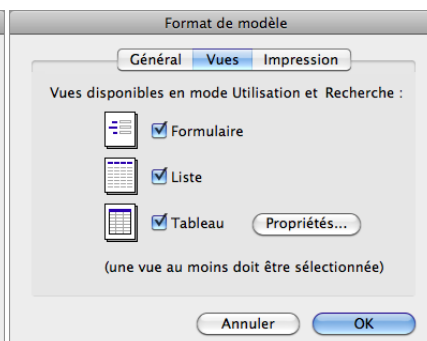 Format de modèle
Général Vues Impression
Vues disponibles en mode Utilisation et Recherche :
Formulaire
Liste
Tableau Propriétés...
(une vue au moins doit être sélectionnée)
Annuler OK